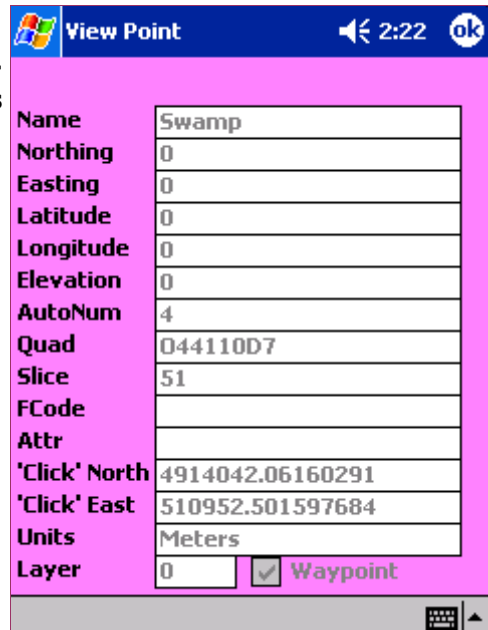 View Point 2:22 ok
Name Swamp
Northing 0
Easting 0
Latitude 0
Longitude 0
Elevation 0
AutoNum 4
Quad O44110D7
Slice 51
FCode
Attr
'Click' North 4914042.06160291
'Click' East 510952.501597684
Units Meters
Layer 0 Waypoint